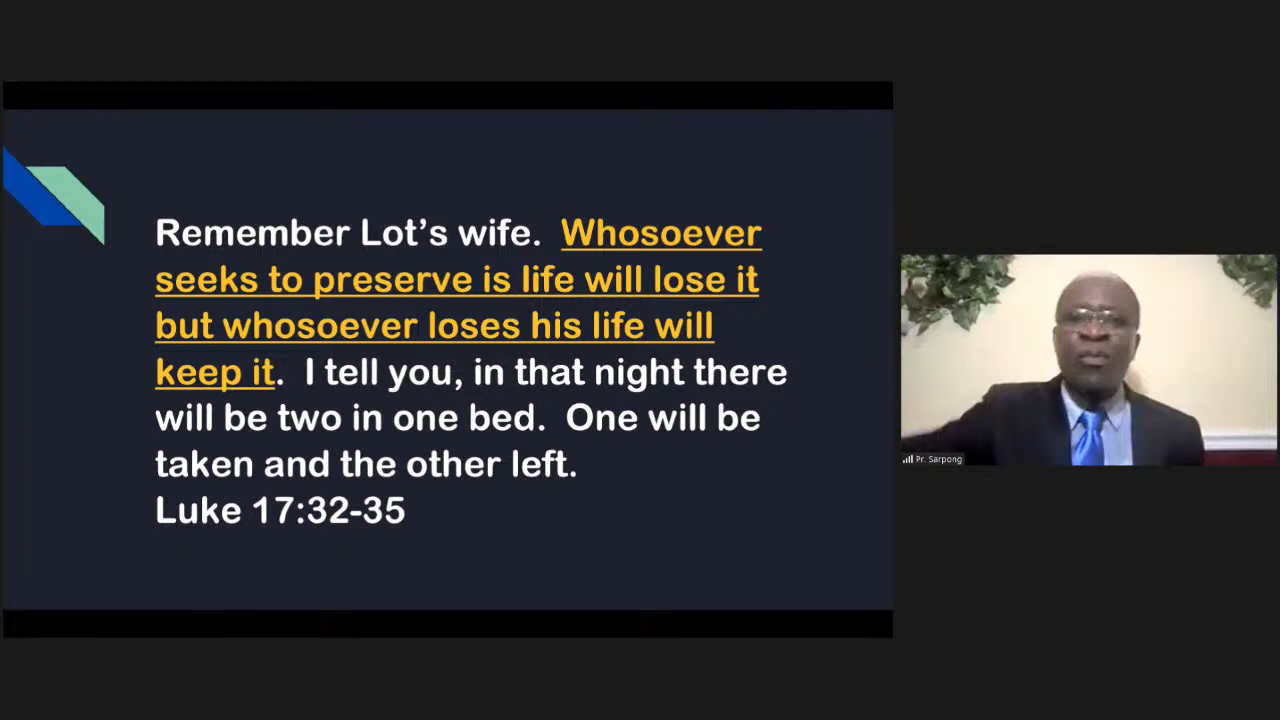 Remember Lot’s wife. Whosoever
seeks to preserve is life will lose it
but whosoever loses his life will
keep it. I tell you, in that night there
will be two in one bed. One will be
taken and the other left.
Luke 17:32-35
Pr. Sarpong